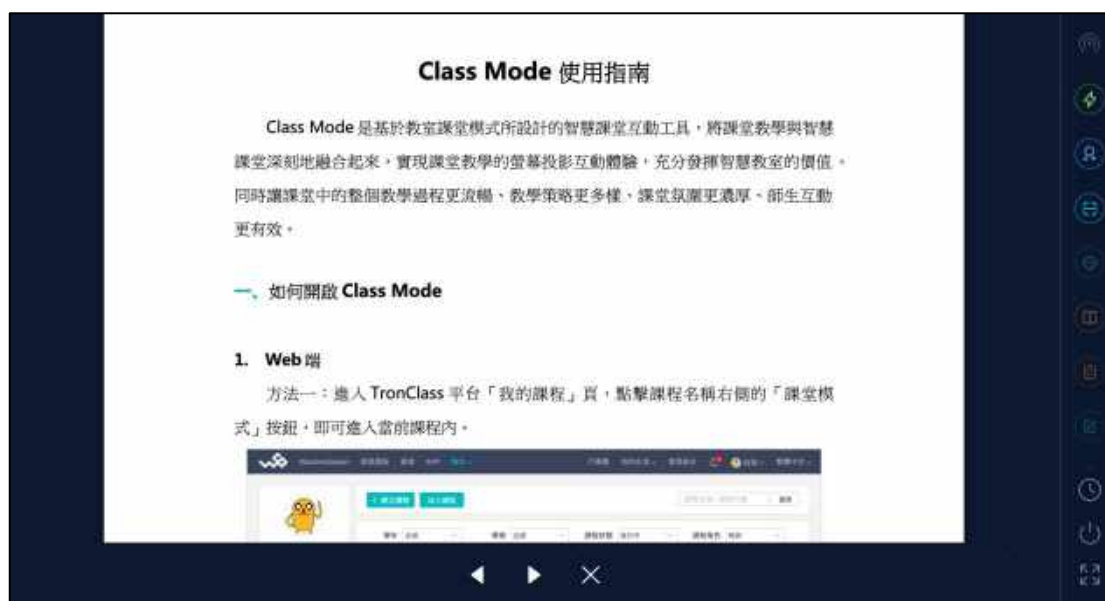 Class Mode 使用指南
Class Mode 是基於教室課堂模式所設計的智慧課堂互動工具，將課堂教學與智慧
課堂深刻地融合起來，實現課堂教學的螢幕投影互動體驗，充分發揮智慧教室的價值。
同時讓課堂中的整個教學過程更流暢、教學策略更多樣、課堂氛圍更濃厚、師生互動
更有效。
一、如何開啟 Class Mode
1. Web 端
方法一：進入 TronClass 平台「我的課程」頁，點擊課程名稱右側的「課堂模
式」按鈕，即可進入當前課程內。